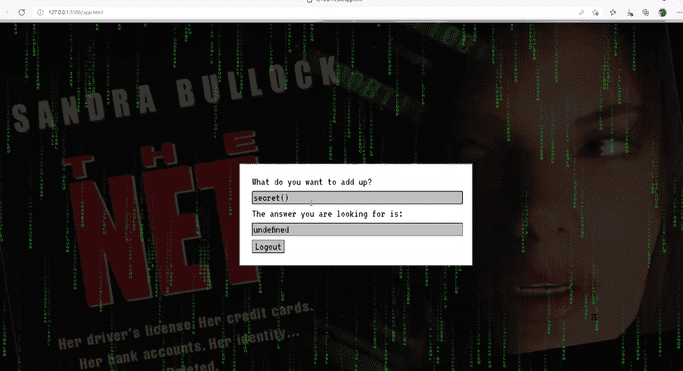 127.0.0.1:5500/app.html
SANDRA BULLOCK
THE
NET
What do you want to add up?
secret()
The answer you are looking for is:
undefined
Logout
π
Her driver's license. Her credit cards.
Her bank accounts. Her identity...
Deleted.